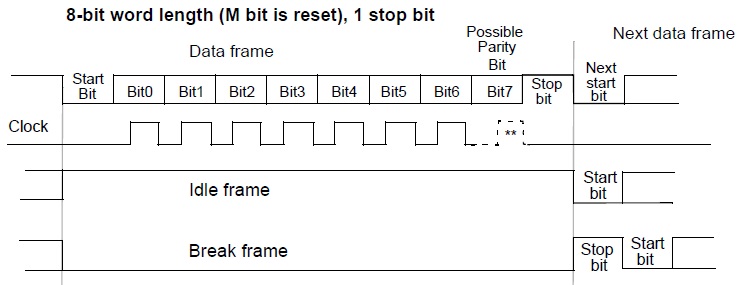 8-bit word length (M bit is reset), 1 stop bit
Data frame
Possible
Parity
Bit
Next data frame
Start
Bit
Bit0
Bit1
Bit2
Bit3
Bit4
Bit5
Bit6
Bit7
Stop
bit
Next
start
bit
Clock
**
Idle frame
Start
bit
Break frame
Stop
bit
Start
bit